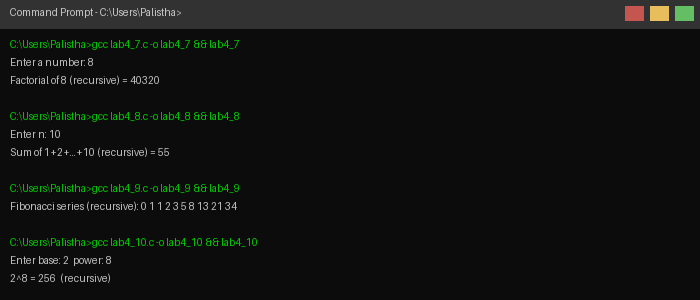 Command Prompt - C:\Users\Palistha>
C:\Users\Palistha>gcc lab4_7.c -o lab4_7 && lab4_7
Enter a number: 8
Factorial of 8 (recursive) = 40320
C:\Users\Palistha>gcc lab4_8.c -o lab4_8 && lab4_8
Enter n: 10
Sum of 1+2+...+10 (recursive) = 55
C:\Users\Palistha>gcc lab4_9.c -o lab4_9 && lab4_9
Fibonacci series (recursive): 0 1 1 2 3 5 8 13 21 34
C:\Users\Palistha>gcc lab4_10.c -o lab4_10 && lab4_10
Enter base: 2  power: 8
2^8 = 256  (recursive)